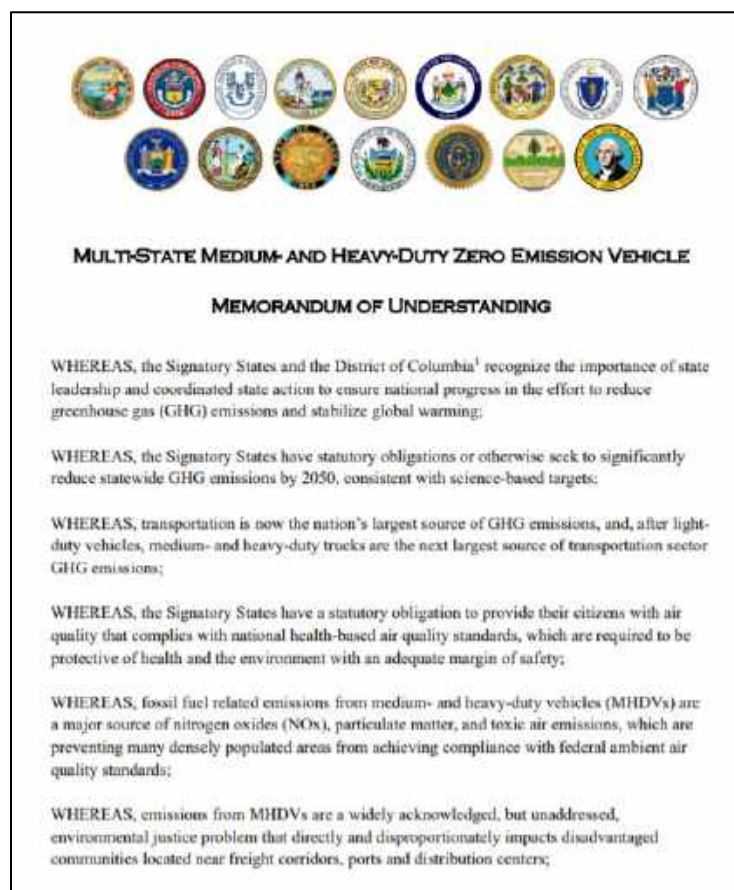 MULTI-STATE MEDIUM- AND HEAVY-DUTY ZERO EMISSION VEHICLE
MEMORANDUM OF UNDERSTANDING
WHEREAS, the Signatory States and the District of Columbia¹ recognize the importance of state
leadership and coordinated state action to ensure national progress in the effort to reduce
greenhouse gas (GHG) emissions and stabilize global warming;
WHEREAS, the Signatory States have statutory obligations or otherwise seek to significantly
reduce statewide GHG emissions by 2050, consistent with science-based targets;
WHEREAS, transportation is now the nation's largest source of GHG emissions, and, after light-
duty vehicles, medium- and heavy-duty trucks are the next largest source of transportation sector
GHG emissions;
WHEREAS, the Signatory States have a statutory obligation to provide their citizens with air
quality that complies with national health-based air quality standards, which are required to be
protective of health and the environment with an adequate margin of safety;
WHEREAS, fossil fuel related emissions from medium- and heavy-duty vehicles (MHDVs) are
a major source of nitrogen oxides (NOx), particulate matter, and toxic air emissions, which are
preventing many densely populated areas from achieving compliance with federal ambient air
quality standards;
WHEREAS, emissions from MHDVs are a widely acknowledged, but unaddressed,
environmental justice problem that directly and disproportionately impacts disadvantaged
communities located near freight corridors, ports and distribution centers;